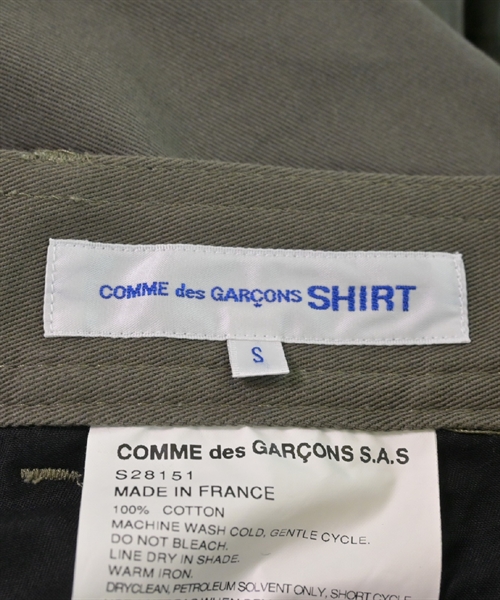 COMME des GARÇONS SHIRT
S
COMME des GARÇONS S.A.S
S28151
MADE IN FRANCE
100% COTTON
MACHINE WASH COLD, GENTLE CYCLE.
DO NOT BLEACH.
LINE DRY IN SHADE.
WARM IRON.
DRYCLEAN, PETROLEUM SOLVENT ONLY, SHORT CYCLE